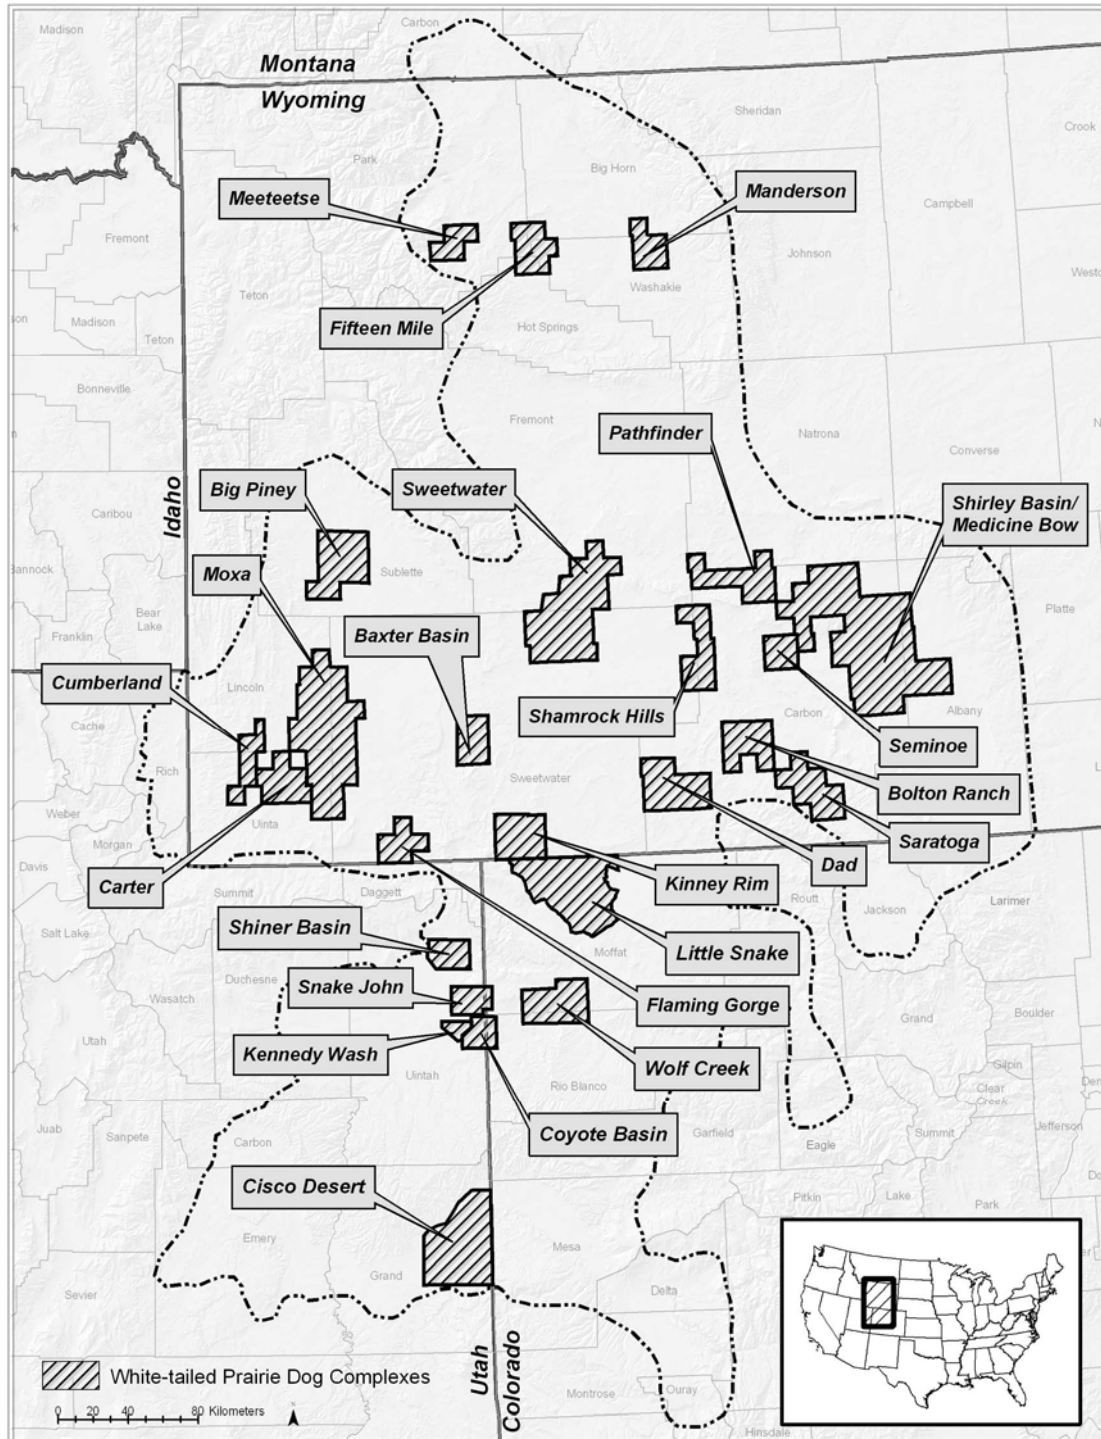 Madison
Carbon
Montana
Wyoming
Sheridan
Crook
Park
Big Horn
Meeteetse
Manderson
Campbell
Fremont
Johnson
Washakie
Teton
Fifteen Mile
Hot Springs
Madison
Teton
Bonneville
Fremont
Pathfinder
Natrona
Converse
Big Piney
Sweetwater
Shirley Basin/
Medicine Bow
Idaho
Caribou
Moxa
Sublette
Bannock
Bear
Lake
Platte
Franklin
Baxter Basin
Cumberland
Lincoln
Shamrock Hills
Carbon
Albany
Cache
Seminoe
Rich
Sweetwater
Bolton Ranch
Weber
Uinta
Saratoga
Morgan
Davis
Dad
Carter
Kinney Rim
Summit
Daggett
Routt
Jackson
Larimer
Shiner Basin
Salt Lake
Moffat
Little Snake
Duchesne
Snake John
Wasatch
Flaming Gorge
Grand
Boulder
Utah
Kennedy Wash
Wolf Creek
Gilpin
Uintah
Rio Blanco
Clear
Creek
Coyote Basin
Juab
Sanpete
Carbon
Garfield
Eagle
Summit
Jefferson
Cisco Desert
Pitkin
Lake
Park
Emery
Mesa
Grand
Delta
Sevier
Utah
Colorado
White-tailed Prairie Dog Complexes
Montrose
Ouray
0 20 40 80 Kilometers
Hinsdale